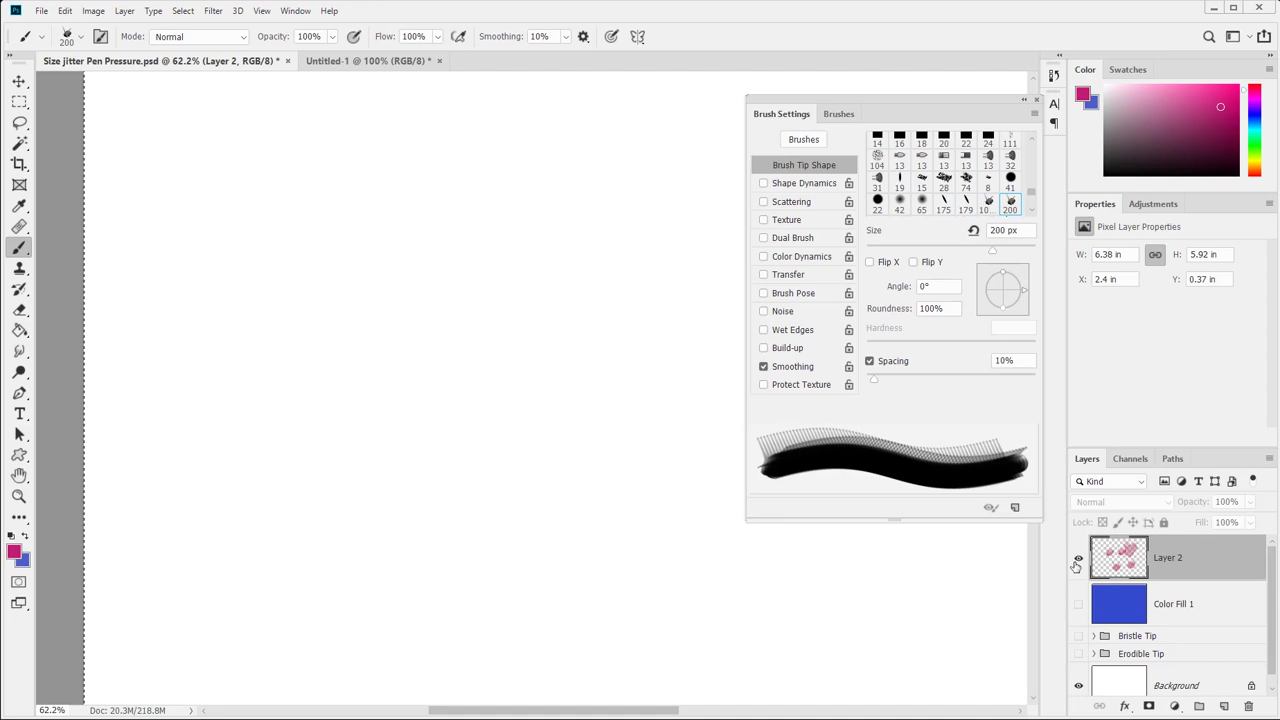 Ps File Edit Image Layer Type Select Filter 3D View Window Help
200 Mode: Normal Opacity: 100% Flow: 100% Smoothing: 10%
Size jitter Pen Pressure.psd @ 62.2% (Layer 2, RGB/8) * × Untitled-1 @ 100% (RGB/8) * ×
Color Swatches
Brush Settings Brushes
Brushes
14 16 18 20 22 24 111
104 13 13 13 13 13 32
31 19 15 28 74 8 41
22 42 65 175 179 10... 200
Brush Tip Shape
Shape Dynamics
Scattering
Texture
Dual Brush
Color Dynamics
Transfer
Brush Pose
Noise
Wet Edges
Build-up
Smoothing
Protect Texture
Size 200 px
Flip X Flip Y
Angle: 0°
Roundness: 100%
Hardness
Spacing 10%
A
Properties Adjustments
Pixel Layer Properties
W: 6.38 in H: 5.92 in
X: 2.4 in Y: 0.37 in
Layers Channels Paths
Kind
Normal Opacity: 100%
Lock: Fill: 100%
Layer 2
Color Fill 1
Bristle Tip
Erodible Tip
Background
fx
62.2% Doc: 20.3M/218.8M